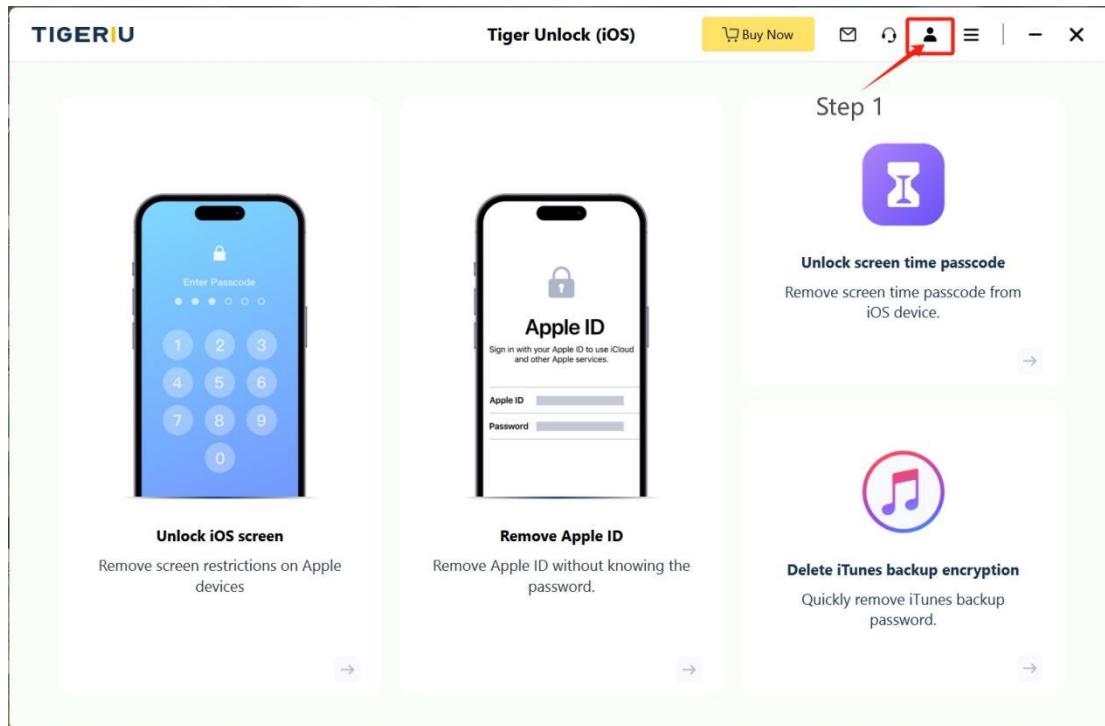 TIGERIU
Tiger Unlock (iOS)
Buy Now
Step 1
Enter Passcode
1 2 3
4 5 6
7 8 9
0
Unlock iOS screen
Remove screen restrictions on Apple
devices
Apple ID
Sign in with your Apple ID to use iCloud
and other Apple services.
Apple ID
Password
Remove Apple ID
Remove Apple ID without knowing the
password.
Unlock screen time passcode
Remove screen time passcode from
iOS device.
Delete iTunes backup encryption
Quickly remove iTunes backup
password.